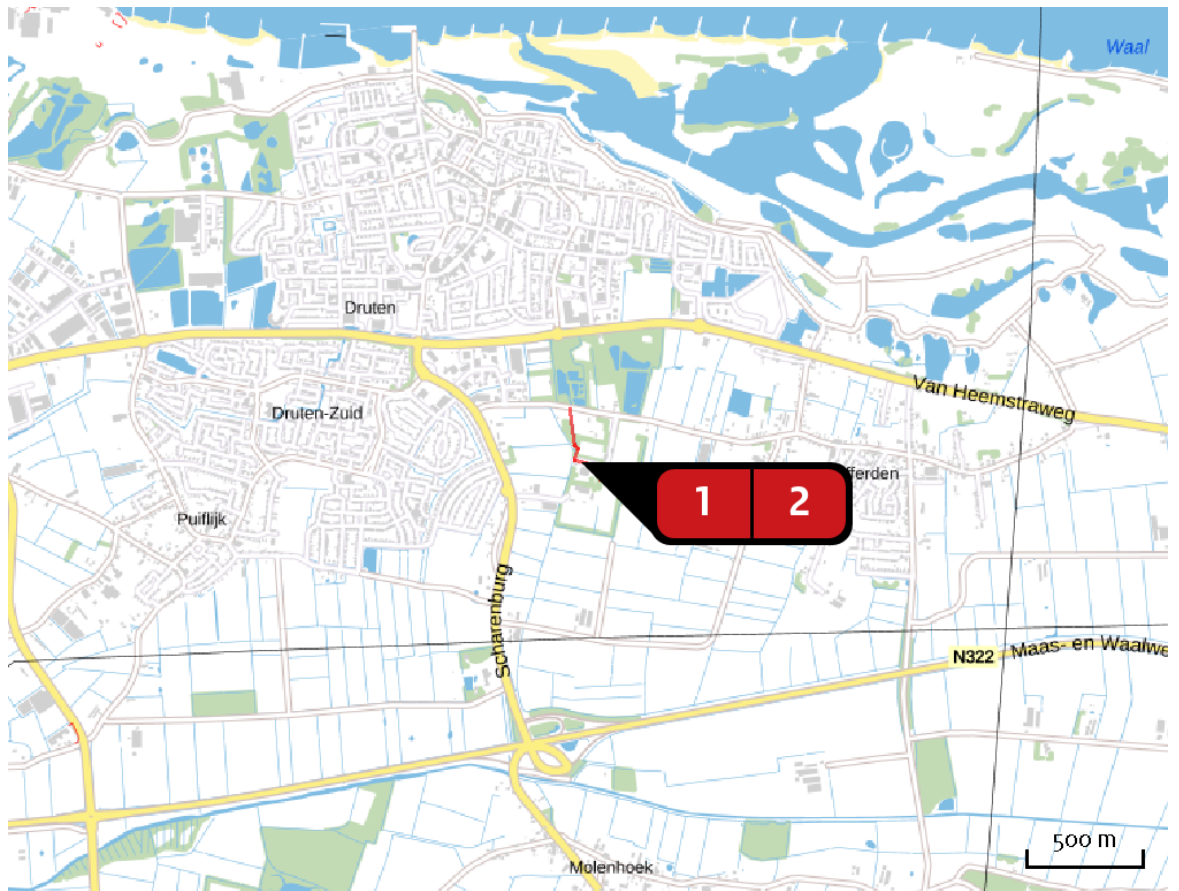 Waal
Druten
Van Heemstraweg
Druten-Zuid
fferden
1 2
Puiflijk
Scharenburg
N322
Maas- en Waalwe
500 m
Molenhoek